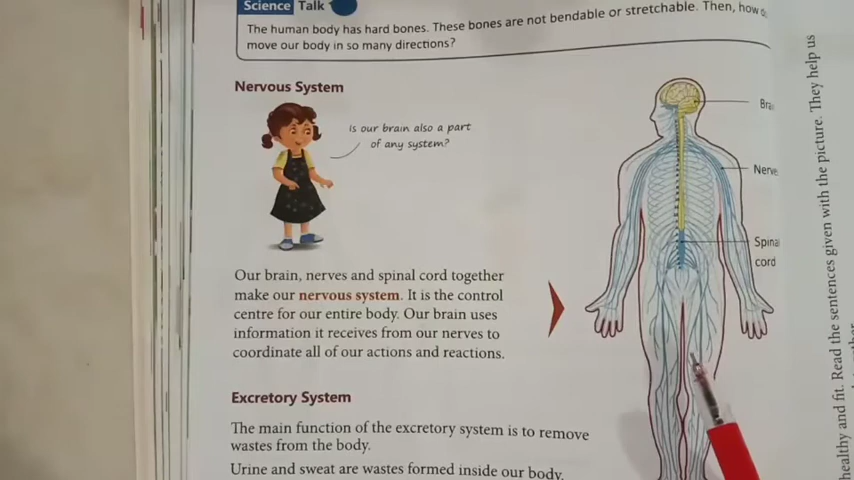 Science Talk
The human body has hard bones. These bones are not bendable or stretchable. Then, how
move our body in so many directions?
Nervous System
Is our brain also a part
of any system?
Our brain, nerves and spinal cord together
make our nervous system. It is the control
centre for our entire body. Our brain uses
information it receives from our nerves to
coordinate all of our actions and reactions.
Bra
Nerve
Spina
cord
Excretory System
The main function of the excretory system is to remove
wastes from the body.
Urine and sweat are wastes formed inside our body.
healthy and fit. Read the sentences given with the picture. They help us